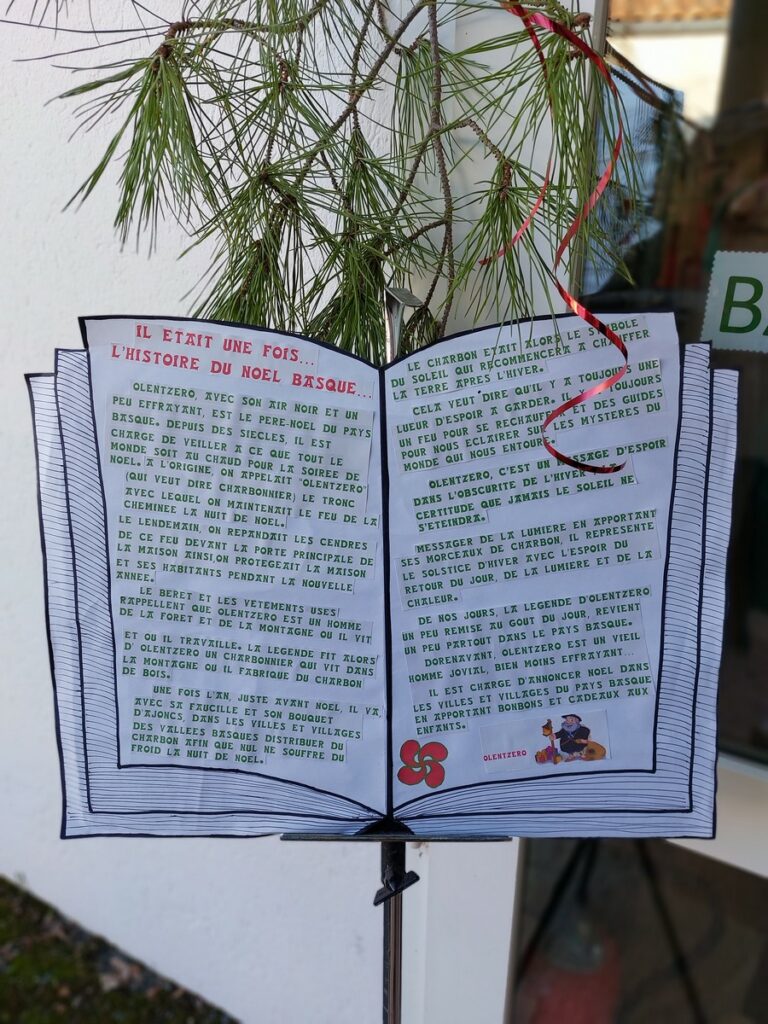 IL ETAIT UNE FOIS...
L'HISTOIRE DU NOEL BASQUE...
OLENTZERO, AVEC SON AIR NOIR ET UN
PEU EFFRAYANT, EST LE PERE-NOEL DU PAYS
BASQUE. DEPUIS DES SIECLES, IL EST
CHARGE DE VEILLER A CE QUE TOUT LE
MONDE SOIT AU CHAUD POUR LA SOIREE DE
NOEL. A L'ORIGINE, ON APPELAIT "OLENTZERO"
(QUI VEUT DIRE CHARBONNIER) LE TRONC
AVEC LEQUEL ON MAINTENAIT LE FEU DE LA
CHEMINEE LA NUIT DE NOEL.
LE LENDEMAIN, ON REPANDAIT LES CENDRES
DE CE FEU DEVANT LA PORTE PRINCIPALE DE
LA MAISON AINSI,ON PROTEGEAIT LA MAISON
ET SES HABITANTS PENDANT LA NOUVELLE
ANNEE.
LE BERET ET LES VETEMENTS USES
RAPPELLENT QUE OLENTZERO EST UN HOMME
DE LA FORET ET DE LA MONTAGNE OU IL VIT
ET OU IL TRAVAILLE. LA LEGENDE FIT ALORS
D' OLENTZERO UN CHARBONNIER QUI VIT DANS
LA MONTAGNE OU IL FABRIQUE DU CHARBON
DE BOIS.
UNE FOIS L'AN, JUSTE AVANT NOEL, IL VA,
AVEC SA FAUCILLE ET SON BOUQUET
D'AJONCS, DANS LES VILLES ET VILLAGES
DES VALLEES BASQUES DISTRIBUER DU
CHARBON AFIN QUE NUL NE SOUFFRE DU
FROID LA NUIT DE NOEL.
LE CHARBON ETAIT ALORS LE SYMBOLE
DU SOLEIL QUI RECOMMENCERA A CHAUFFER
LA TERRE APRES L'HIVER.
CELA VEUT DIRE QU'IL Y A TOUJOURS UNE
LUEUR D'ESPOIR A GARDER. IL Y TOUJOURS
UN FEU POUR SE RECHAUFFER ET DES GUIDES
POUR NOUS ECLAIRER SUR LES MYSTERES DU
MONDE QUI NOUS ENTOURE.
OLENTZERO, C'EST UN MESSAGE D'ESPOIR
DANS L'OBSCURITE DE L'HIVER
CERTITUDE QUE JAMAIS LE SOLEIL NE
S'ETEINDRA.
MESSAGER DE LA LUMIERE EN APPORTANT
SES MORCEAUX DE CHARBON, IL REPRESENTE
LE SOLSTICE D'HIVER AVEC L'ESPOIR DU
RETOUR DU JOUR, DE LA LUMIERE ET DE LA
CHALEUR.
DE NOS JOURS, LA LEGENDE D'OLENTZERO
UN PEU REMISE AU GOUT DU JOUR, REVIENT
UN PEU PARTOUT DANS LE PAYS BASQUE.
DORENAVANT, OLENTZERO EST UN VIEIL
HOMME JOVIAL, BIEN MOINS EFFRAYANT...
IL EST CHARGE D'ANNONCER NOEL DANS
LES VILLES ET VILLAGES DU PAYS BASQUE
EN APPORTANT BONBONS ET CADEAUX AUX
ENFANTS.
OLENTZERO